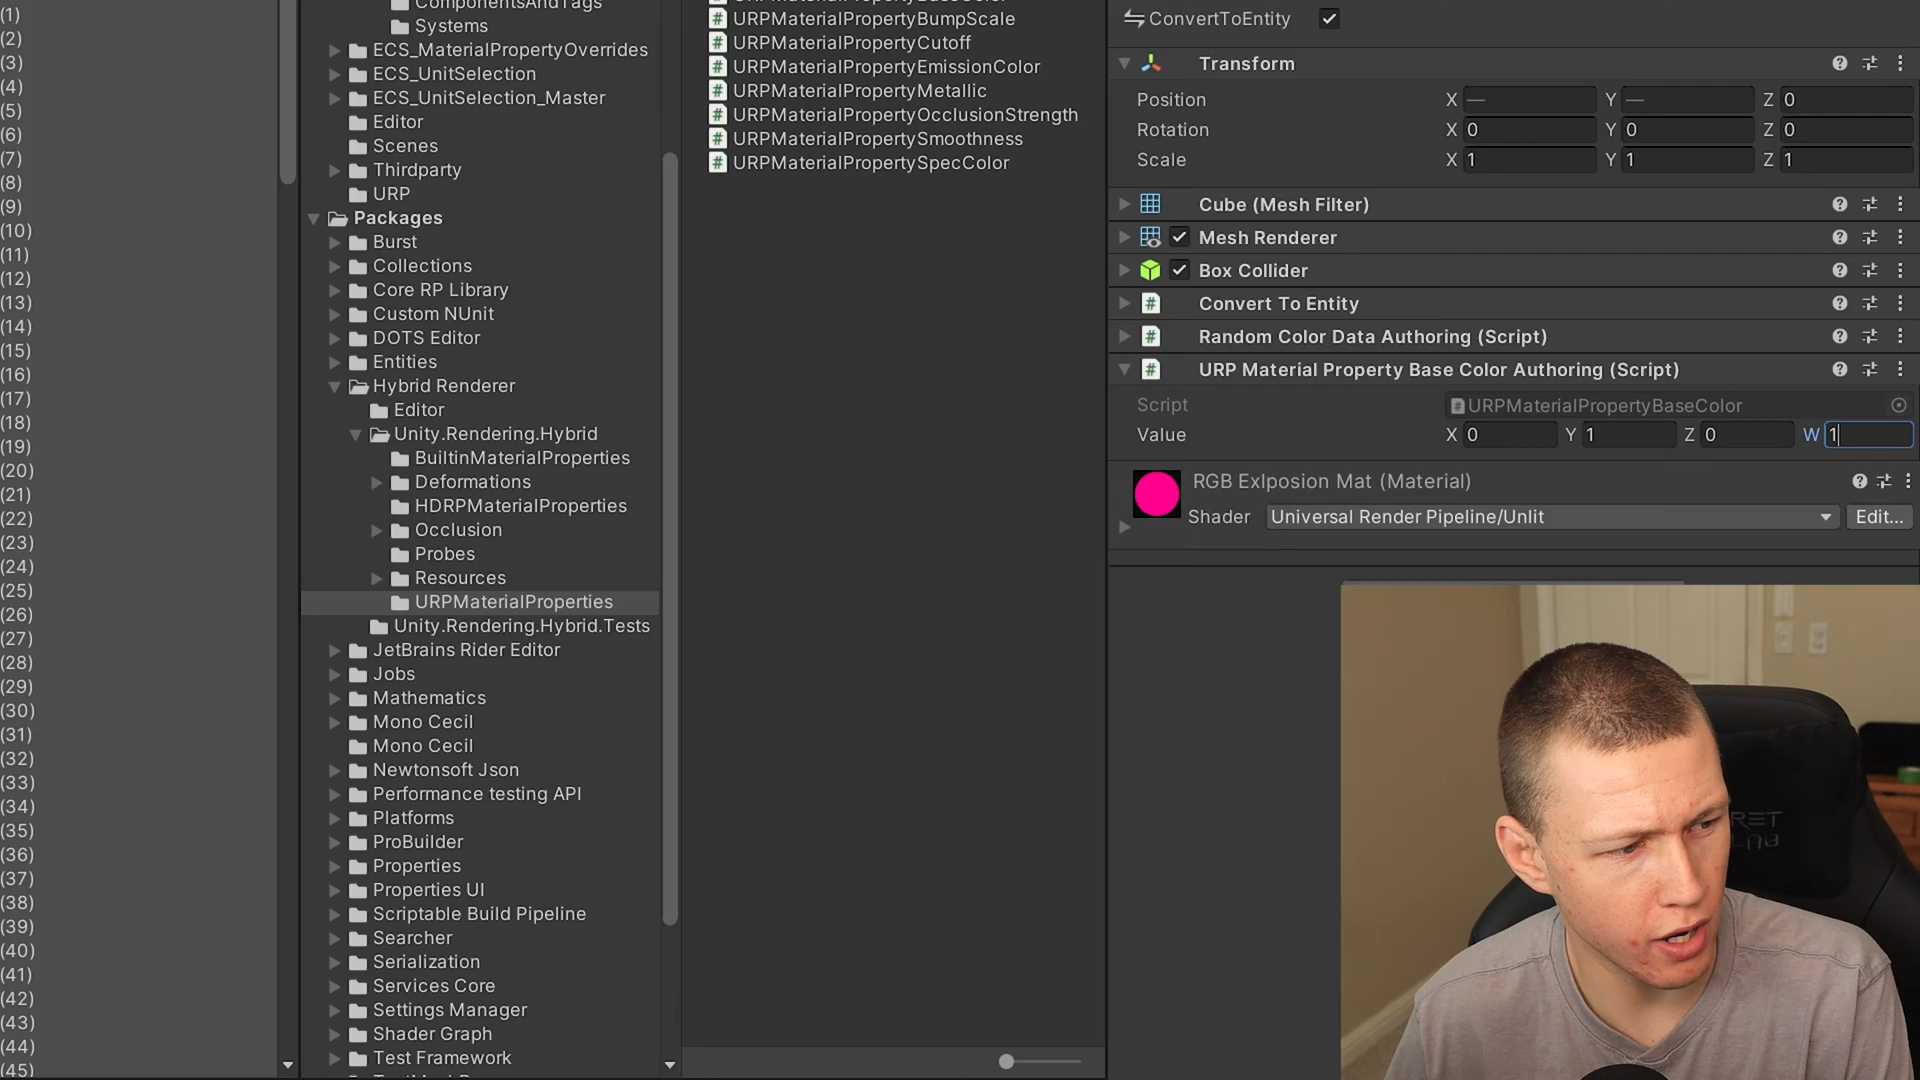 (1)
(2)
(3)
(4)
(5)
(6)
(7)
(8)
(9)
(10)
(11)
(12)
(13)
(14)
(15)
(16)
(17)
(18)
(19)
(20)
(21)
(22)
(23)
(24)
(25)
(26)
(27)
(28)
(29)
(30)
(31)
(32)
(33)
(34)
(35)
(36)
(37)
(38)
(39)
(40)
(41)
(42)
(43)
(44)
(45)
ComponentsAndTags
Systems
ECS_MaterialPropertyOverrides
ECS_UnitSelection
ECS_UnitSelection_Master
Editor
Scenes
Thirdparty
URP
Packages
Burst
Collections
Core RP Library
Custom NUnit
DOTS Editor
Entities
Hybrid Renderer
Editor
Unity.Rendering.Hybrid
BuiltinMaterialProperties
Deformations
HDRPMaterialProperties
Occlusion
Probes
Resources
URPMaterialProperties
Unity.Rendering.Hybrid.Tests
JetBrains Rider Editor
Jobs
Mathematics
Mono Cecil
Mono Cecil
Newtonsoft Json
Performance testing API
Platforms
ProBuilder
Properties
Properties UI
Scriptable Build Pipeline
Searcher
Serialization
Services Core
Settings Manager
Shader Graph
Test Framework
URPMaterialPropertyBumpScale
URPMaterialPropertyCutoff
URPMaterialPropertyEmissionColor
URPMaterialPropertyMetallic
URPMaterialPropertyOcclusionStrength
URPMaterialPropertySmoothness
URPMaterialPropertySpecColor
ConvertToEntity
Transform
Position X — Y — Z 0
Rotation X 0 Y 0 Z 0
Scale X 1 Y 1 Z 1
Cube (Mesh Filter)
Mesh Renderer
Box Collider
Convert To Entity
Random Color Data Authoring (Script)
URP Material Property Base Color Authoring (Script)
Script URPMaterialPropertyBaseColor
Value X 0 Y 1 Z 0 W 1
RGB Exlposion Mat (Material)
Shader Universal Render Pipeline/Unlit Edit...